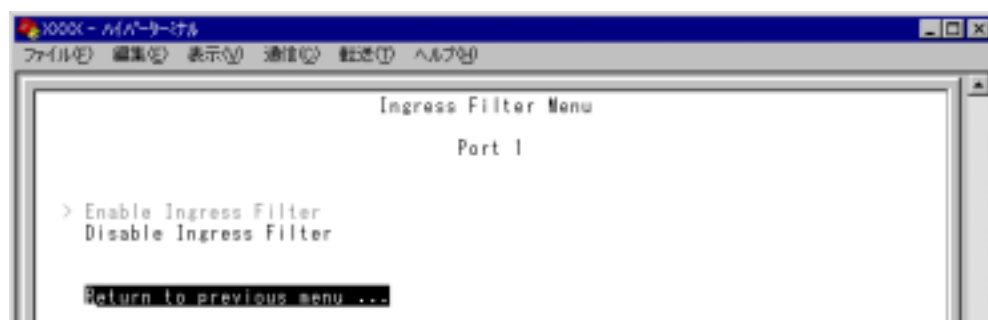 XXXX - ハイパーターミナル
ファイル(F) 編集(E) 表示(V) 通信(C) 転送(T) ヘルプ(H)
Ingress Filter Menu
Port 1
> Enable Ingress Filter
Disable Ingress Filter
Return to previous menu ...